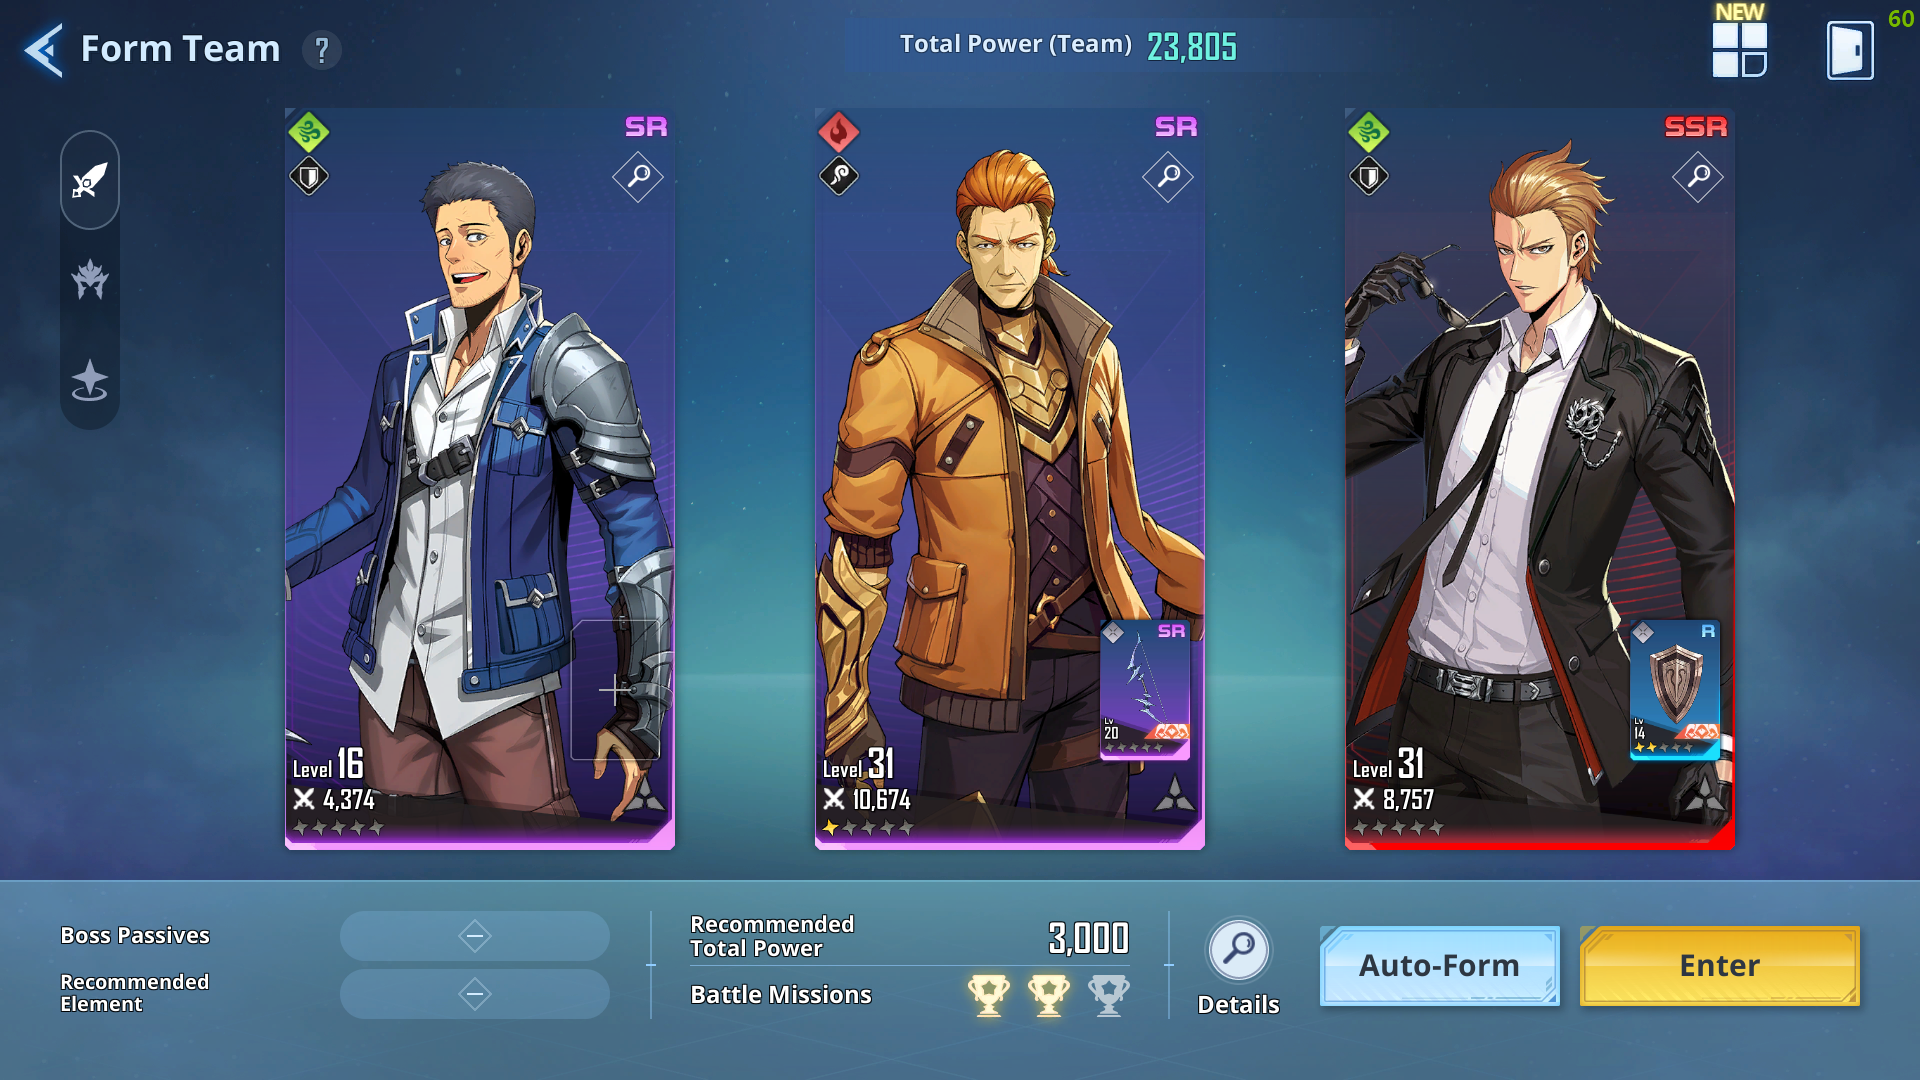 Form Team ?
Total Power (Team) 23,805
NEW
60
SR
SR
SSR
SR
Lv
20
R
Lv
14
Level 16
4,374
Level 31
10,674
Level 31
8,757
Boss Passives
Recommended
Element
Recommended
Total Power
3,000
Battle Missions
Details
Auto-Form
Enter